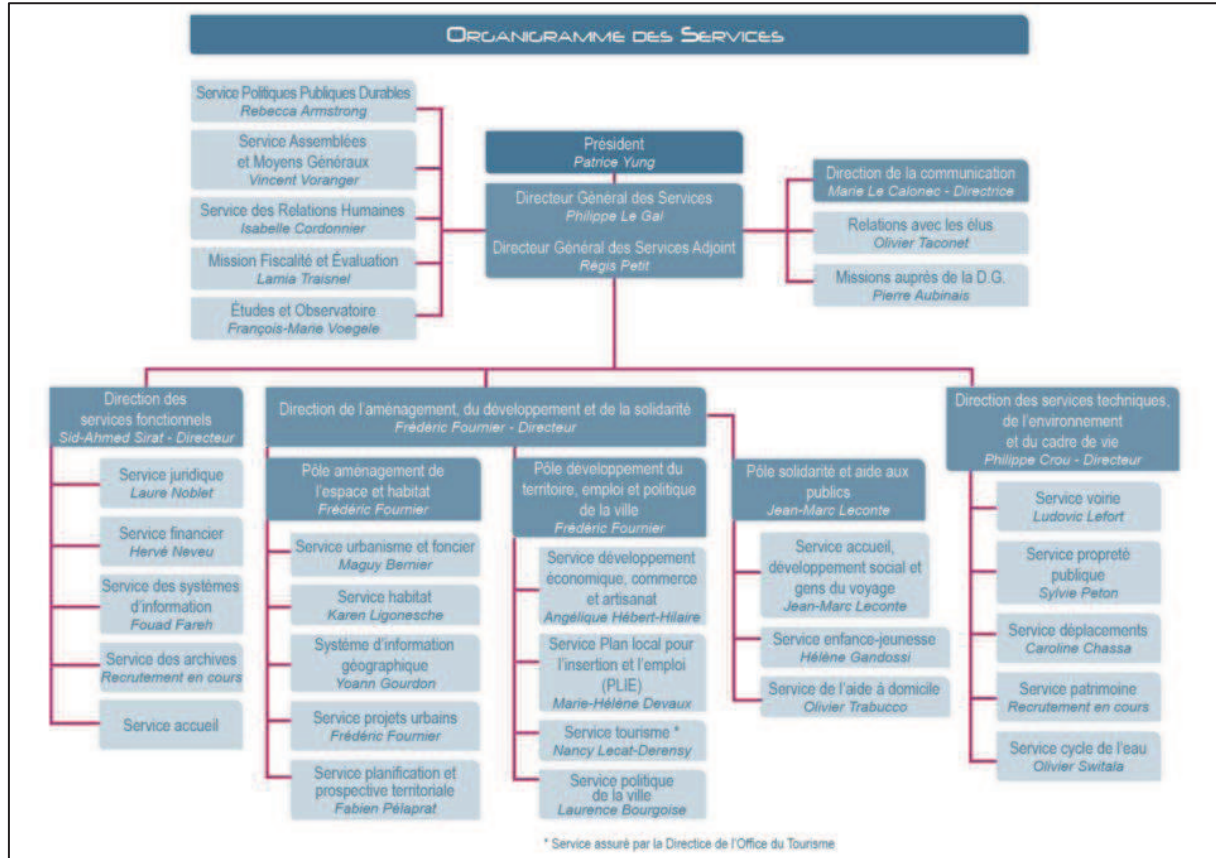 ORGANIGRAMME DES SERVICES
Service Politiques Publiques Durables
Rebecca Armstrong
Service Assemblées
et Moyens Généraux
Vincent Voranger
Service des Relations Humaines
Isabelle Cordonnier
Mission Fiscalité et Évaluation
Lamia Traisnel
Études et Observatoire
François-Marie Voegele
Président
Patrice Yung
Directeur Général des Services
Philippe Le Gal
Directeur Général des Services Adjoint
Régis Petit
Direction de la communication
Marie Le Calonec - Directrice
Relations avec les élus
Olivier Taconet
Missions auprès de la D.G.
Pierre Aubinais
Direction des
services fonctionnels
Sid-Ahmed Sirat - Directeur
Service juridique
Laure Noblet
Service financier
Hervé Neveu
Service des systèmes
d'information
Fouad Fareh
Service des archives
Recrutement en cours
Service accueil
Direction de l'aménagement, du développement et de la solidarité
Frédéric Fournier - Directeur
Pôle aménagement de
l'espace et habitat
Frédéric Fournier
Service urbanisme et foncier
Maguy Bernier
Service habitat
Karen Ligonesche
Système d'information
géographique
Yoann Gourdon
Service projets urbains
Frédéric Fournier
Service planification et
prospective territoriale
Fabien Pélaprat
Pôle développement du
territoire, emploi et politique
de la ville
Frédéric Fournier
Service développement
économique, commerce
et artisanat
Angélique Hébert-Hilaire
Service Plan local pour
l'insertion et l'emploi
(PLIE)
Marie-Hélène Devaux
Service tourisme *
Nancy Lecat-Derensy
Service politique
de la ville
Laurence Bourgoise
Pôle solidarité et aide aux
publics
Jean-Marc Leconte
Service accueil,
développement social et
gens du voyage
Jean-Marc Leconte
Service enfance-jeunesse
Hélène Gandossi
Service de l'aide à domicile
Olivier Trabucco
Direction des services techniques,
de l'environnement
et du cadre de vie
Philippe Crou - Directeur
Service voirie
Ludovic Lefort
Service propreté
publique
Sylvie Peton
Service déplacements
Caroline Chassa
Service patrimoine
Recrutement en cours
Service cycle de l'eau
Olivier Switala
* Service assuré par la Directice de l'Office du Tourisme